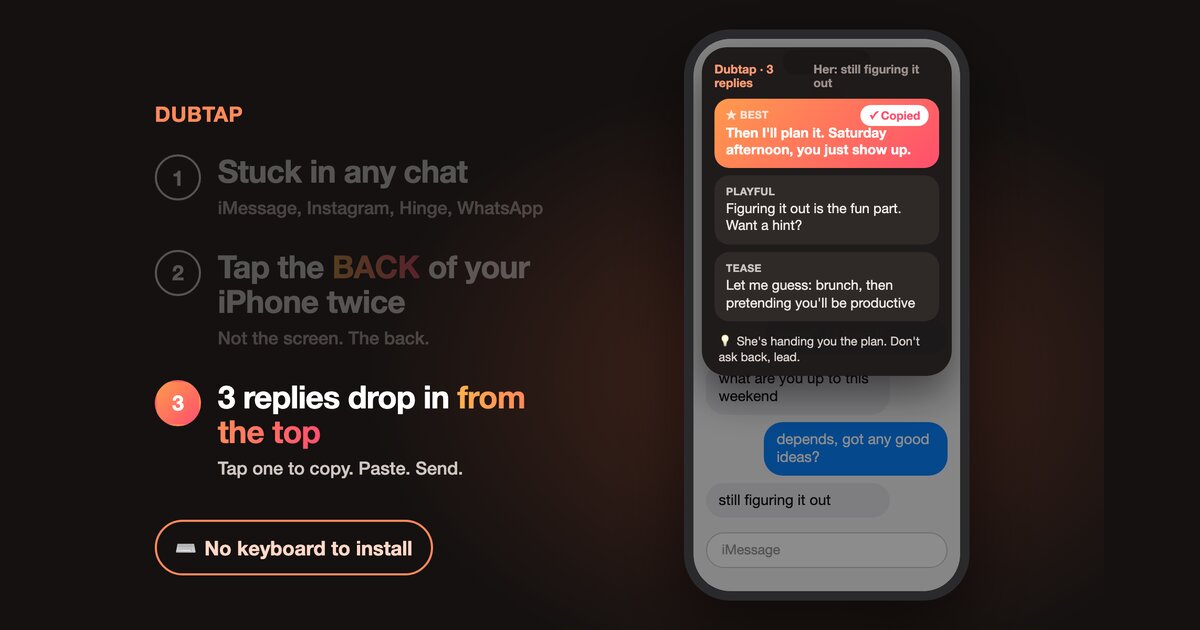 DUBTAP
1
Stuck in any chat
iMessage, Instagram, Hinge, WhatsApp
2
Tap the BACK of your
iPhone twice
Not the screen. The back.
3
3 replies drop in from
the top
Tap one to copy. Paste. Send.
No keyboard to install
Dubtap · 3
replies
Her: still figuring it
out
★ BEST
✓ Copied
Then I'll plan it. Saturday
afternoon, you just show up.
PLAYFUL
Figuring it out is the fun part.
Want a hint?
TEASE
Let me guess: brunch, then
pretending you'll be productive
💡 She's handing you the plan. Don't
ask back, lead.
what are you up to this
weekend
depends, got any good
ideas?
still figuring it out
iMessage